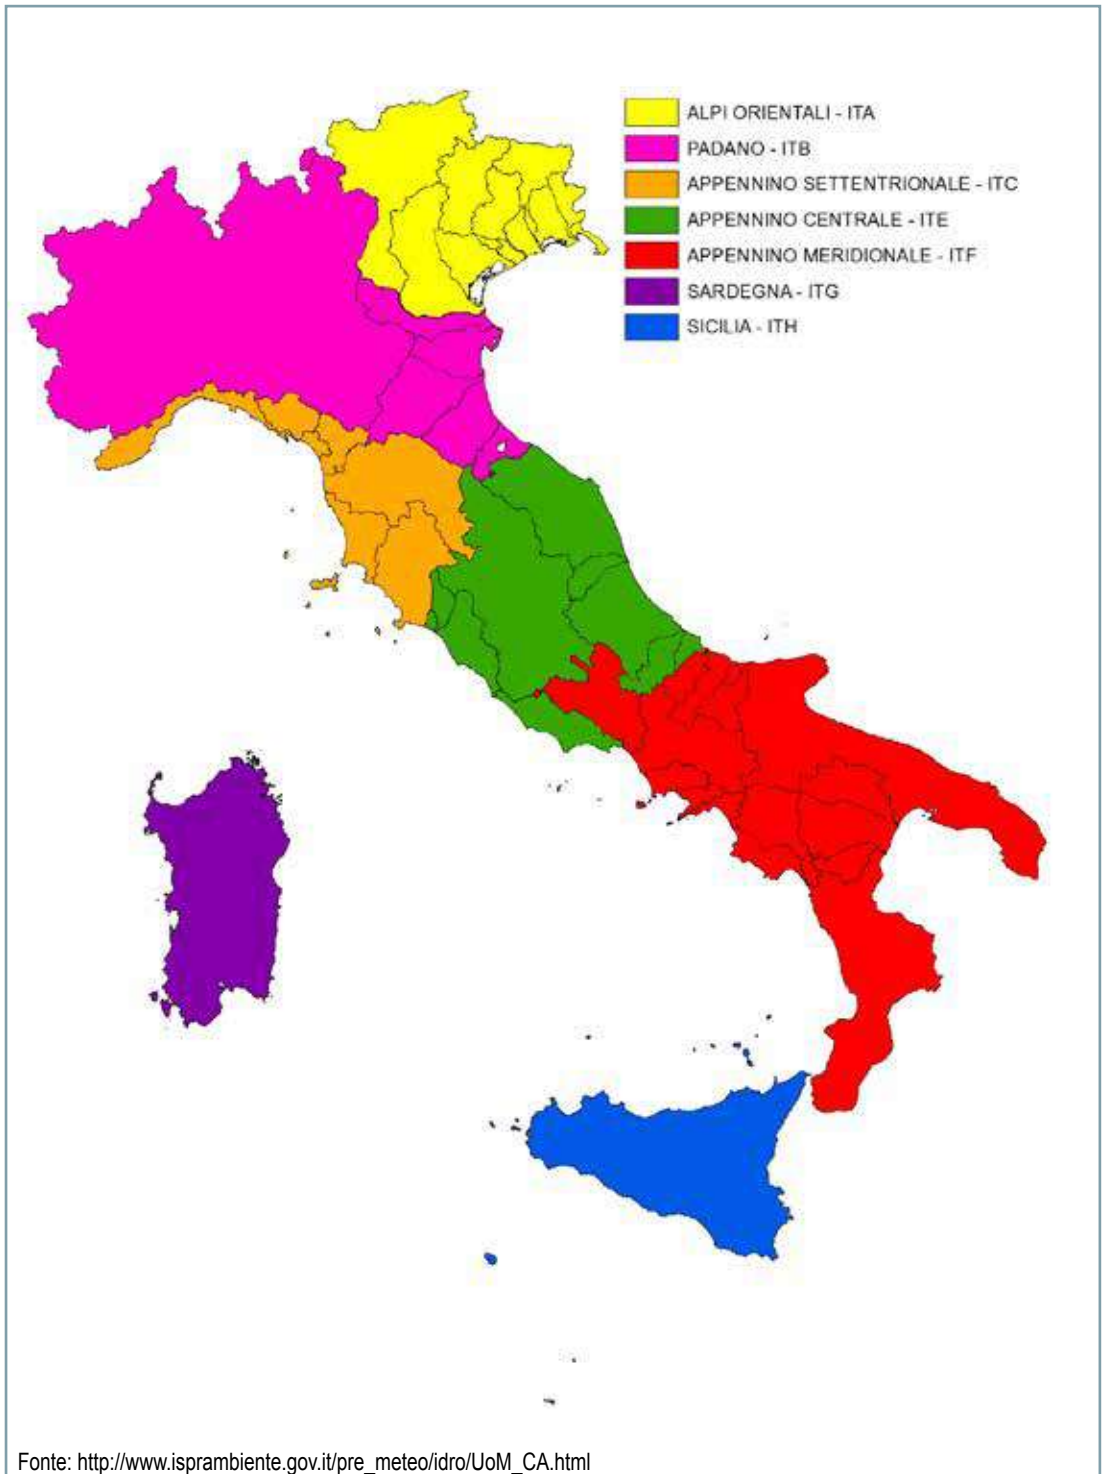 ALPI ORIENTALI - ITA
PADANO - ITB
APPENNINO SETTENTRIONALE - ITC
APPENNINO CENTRALE - ITE
APPENNINO MERIDIONALE - ITF
SARDEGNA - ITG
SICILIA - ITH
Fonte: http://www.isprambiente.gov.it/pre_meteo/idro/UoM_CA.html